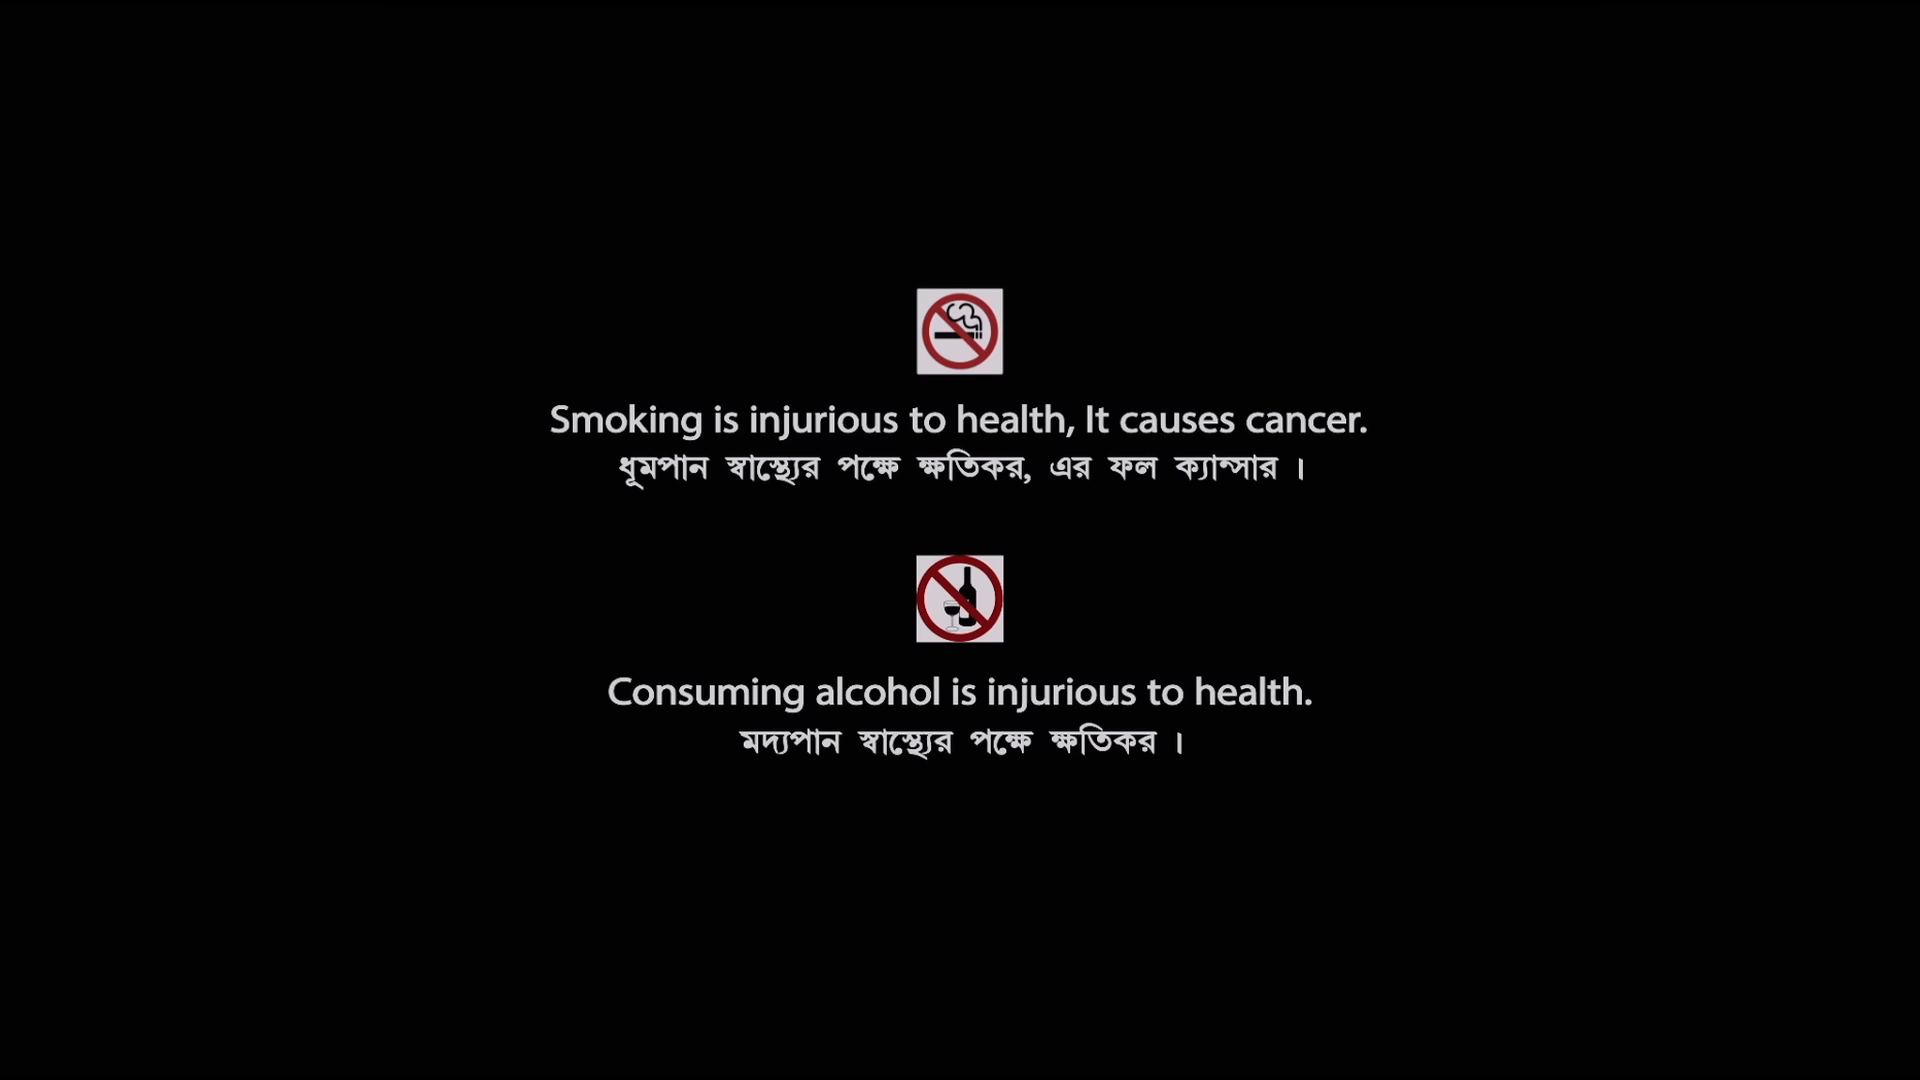 Smoking is injurious to health, It causes cancer.
ধূমপান স্বাস্থ্যের পক্ষে ক্ষতিকর, এর ফল ক্যান্সার ।
Consuming alcohol is injurious to health.
মদ্যপান স্বাস্থ্যের পক্ষে ক্ষতিকর ।